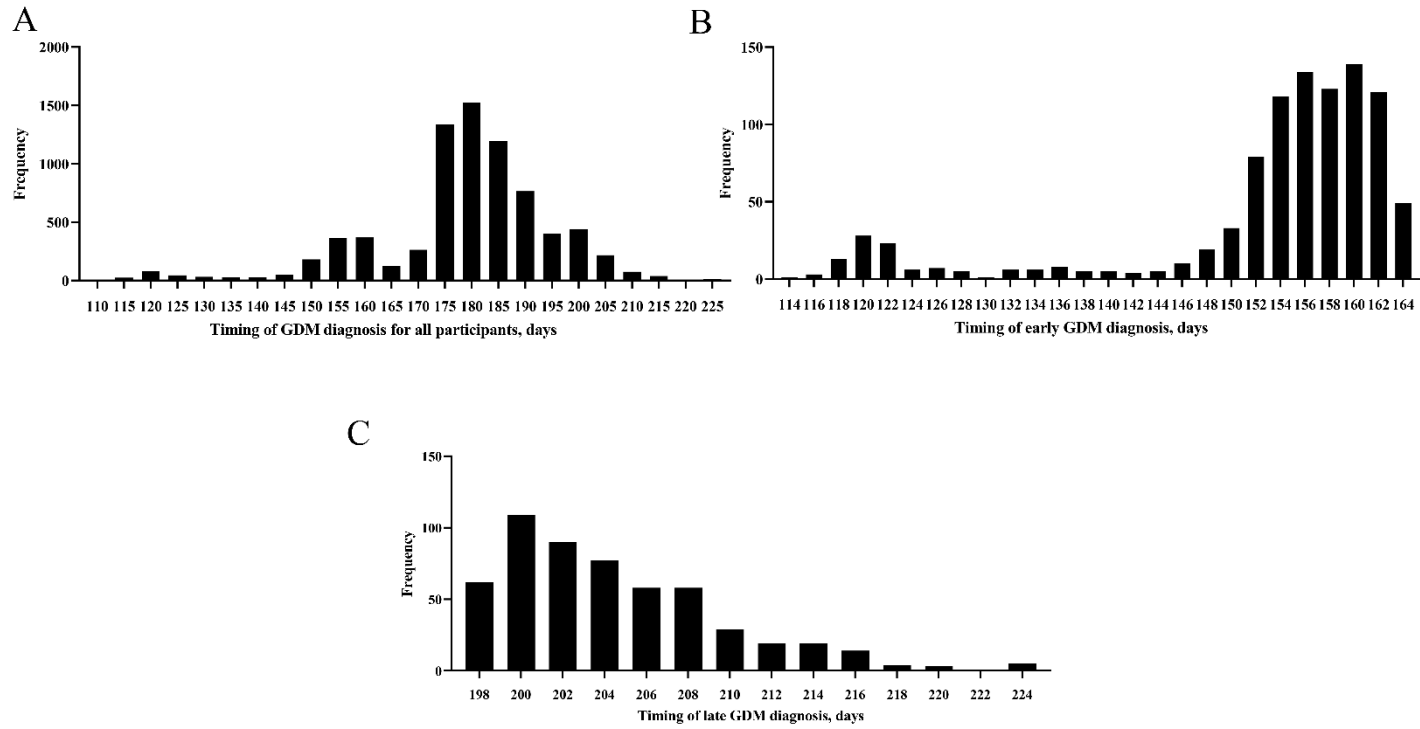 A
2000
1500
1000
500
0
Frequency
110 115 120 125 130 135 140 145 150 155 160 165 170 175 180 185 190 195 200 205 210 215 220 225
Timing of GDM diagnosis for all participants, days
B
150
100
50
0
Frequency
114 116 118 120 122 124 126 128 130 132 134 136 138 140 142 144 146 148 150 152 154 156 158 160 162 164
Timing of early GDM diagnosis, days
C
150
100
50
0
Frequency
198 200 202 204 206 208 210 212 214 216 218 220 222 224
Timing of late GDM diagnosis, days